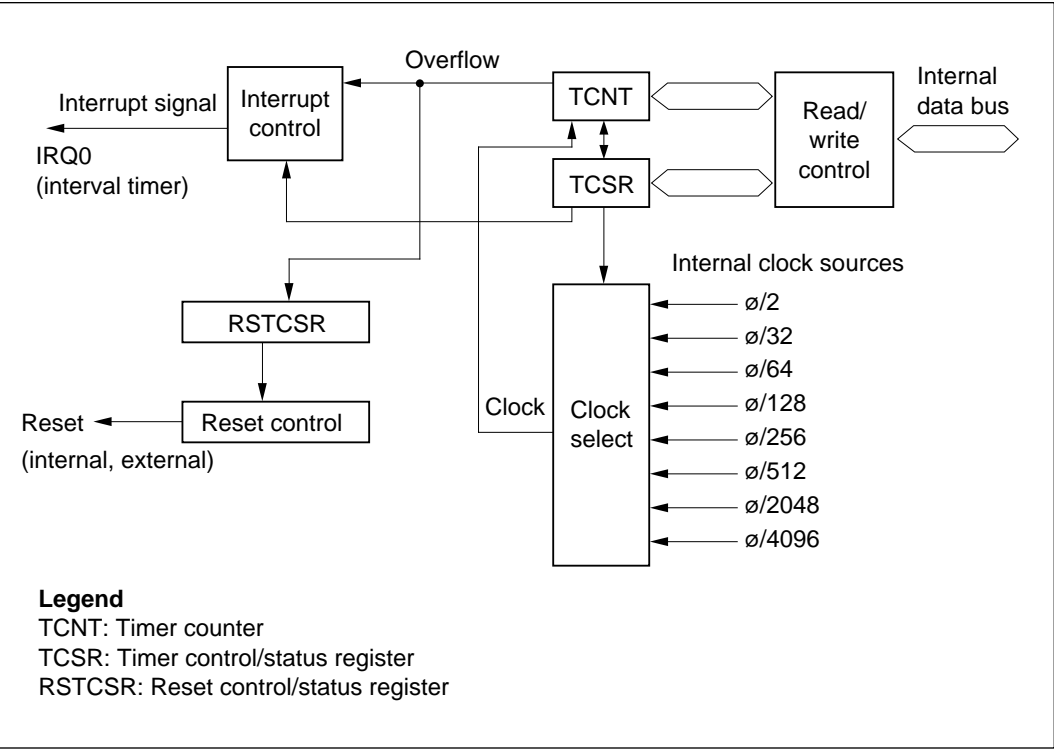 Overflow
Interrupt signal
Interrupt
control
IRQ0
(interval timer)
TCNT
TCSR
Read/
write
control
Internal
data bus
RSTCSR
Reset control
Reset
(internal, external)
Clock
Clock
select
Internal clock sources
ø/2
ø/32
ø/64
ø/128
ø/256
ø/512
ø/2048
ø/4096
Legend
TCNT: Timer counter
TCSR: Timer control/status register
RSTCSR: Reset control/status register